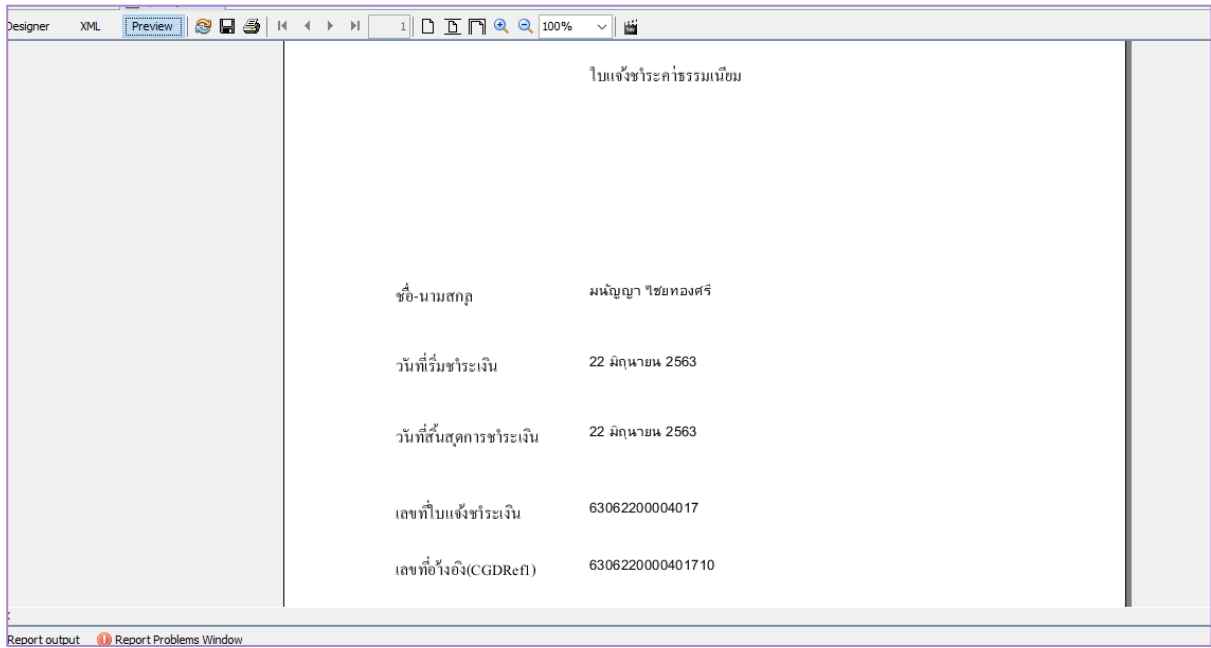 Designer XML Preview 1 100%
ใบแจ้งชำระค่าธรรมเนียม
ชื่อ-นามสกุล มนัญญา ไชยทองศรี
วันที่เริ่มชำระเงิน 22 มิถุนายน 2563
วันที่สิ้นสุดการชำระเงิน 22 มิถุนายน 2563
เลขที่ใบแจ้งชำระเงิน 63062200004017
เลขที่อ้างอิง(CGDRef1) 6306220000401710
Report output Report Problems Window